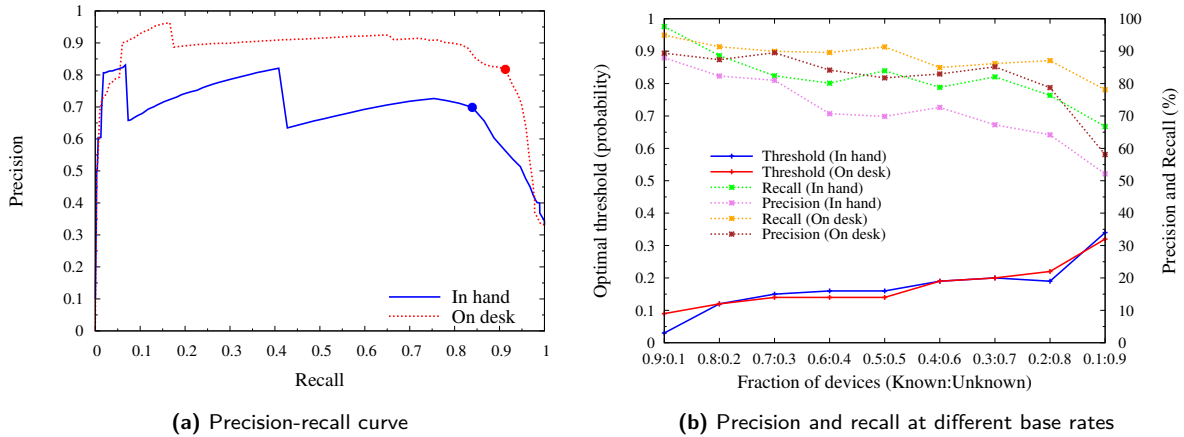 1
0.9
0.8
0.7
0.6
0.5
0.4
0.3
0.2
0.1
0
Precision
In hand
On desk
0 0.1 0.2 0.3 0.4 0.5 0.6 0.7 0.8 0.9 1
Recall
(a) Precision-recall curve
1
0.9
0.8
0.7
0.6
0.5
0.4
0.3
0.2
0.1
0
Optimal threshold (probability)
Threshold (In hand)
Threshold (On desk)
Recall (In hand)
Precision (In hand)
Recall (On desk)
Precision (On desk)
100
90
80
70
60
50
40
30
20
10
0
Precision and Recall (%)
0.9:0.1 0.8:0.2 0.7:0.3 0.6:0.4 0.5:0.5 0.4:0.6 0.3:0.7 0.2:0.8 0.1:0.9
Fraction of devices (Known:Unknown)
(b) Precision and recall at different base rates